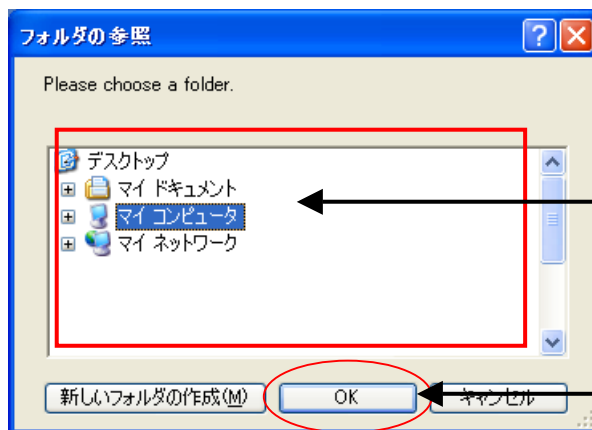 フォルダの参照
Please choose a folder.
デスクトップ
マイ ドキュメント
マイ コンピュータ
マイ ネットワーク
新しいフォルダの作成(M)
OK
キャンセル